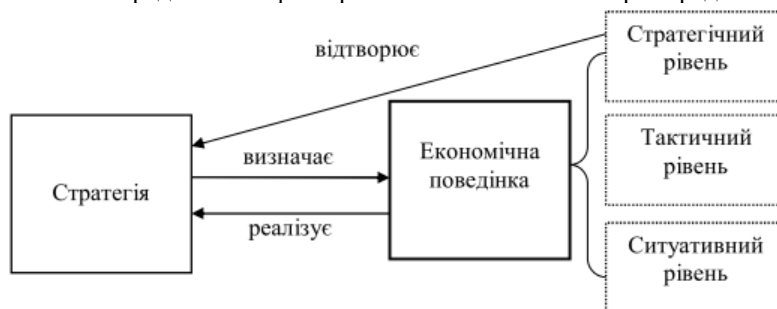 відтворює
Стратегічний
рівень
Стратегія
визначає
реалізує
Економічна
поведінка
Тактичний
рівень
Ситуативний
рівень